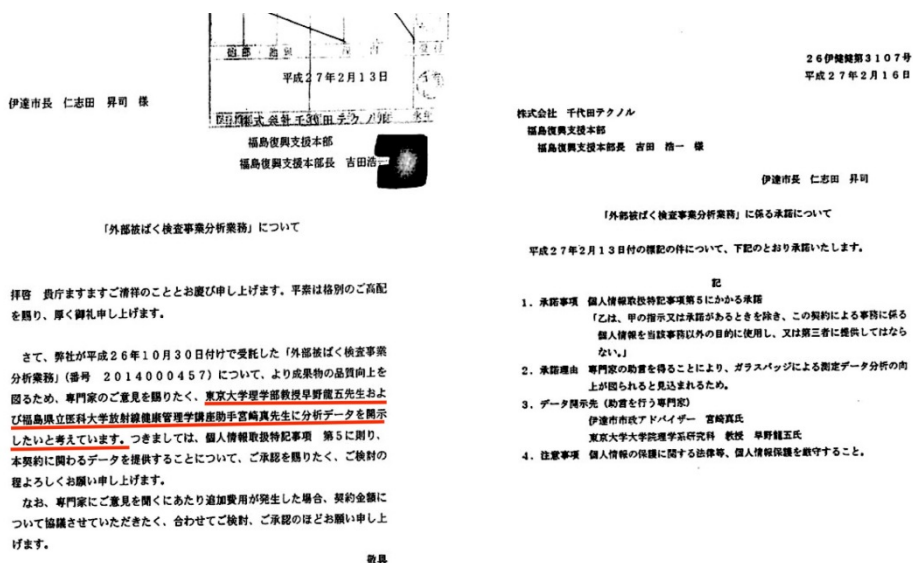 平成27年2月13日
伊達市長 仁志田 昇司 様
株式会社千代田テクノル
福島復興支援本部
福島復興支援本部長 吉田浩一
「外部被ばく検査事業分析業務」について
拝啓 貴庁ますますご清祥のこととお慶び申し上げます。平素は格別のご高配
を賜り、厚く御礼申し上げます。
さて、弊社が平成26年10月30日付けで受託した「外部被ばく検査事業
分析業務」(番号 2014000457)について、より成果物の品質向上を
図るため、専門家のご意見を賜りたく、東京大学理学部教授早野龍五先生およ
び福島県立医科大学放射線健康管理学講座助手宮崎真先生に分析データを開示
したいと考えています。つきましては、個人情報取扱特記事項 第5に則り、
本契約に関わるデータを提供することについて、ご承認を賜りたく、ご検討の
程よろしくお願い申し上げます。
なお、専門家にご意見を聞くにあたり追加費用が発生した場合、契約金額に
ついて協議させていただきたく、合わせてご検討、ご承認のほどお願い申し上
げます。
敬具
26伊健健第3107号
平成27年2月16日
株式会社 千代田テクノル
福島復興支援本部
福島復興支援本部長 吉田 浩一 様
伊達市長 仁志田 昇司
「外部被ばく検査事業分析業務」に係る承諾について
平成27年2月13日付の標記の件について、下記のとおり承諾いたします。
記
1.承諾事項 個人情報取扱特記事項第5にかかる承諾
「乙は、甲の指示又は承諾があるときを除き、この契約による事務に係る
個人情報を当該事務以外の目的に使用し、又は第三者に提供してはなら
ない。」
2.承諾理由 専門家の助言を得ることにより、ガラスバッジによる測定データ分析の向
上が図られると見込まれるため。
3.データ開示先(助言を行う専門家)
伊達市市政アドバイザー 宮崎真氏
東京大学大学院理学系研究科 教授 早野龍五氏
4.注意事項 個人情報の保護に関する法律等、個人情報保護を厳守すること。